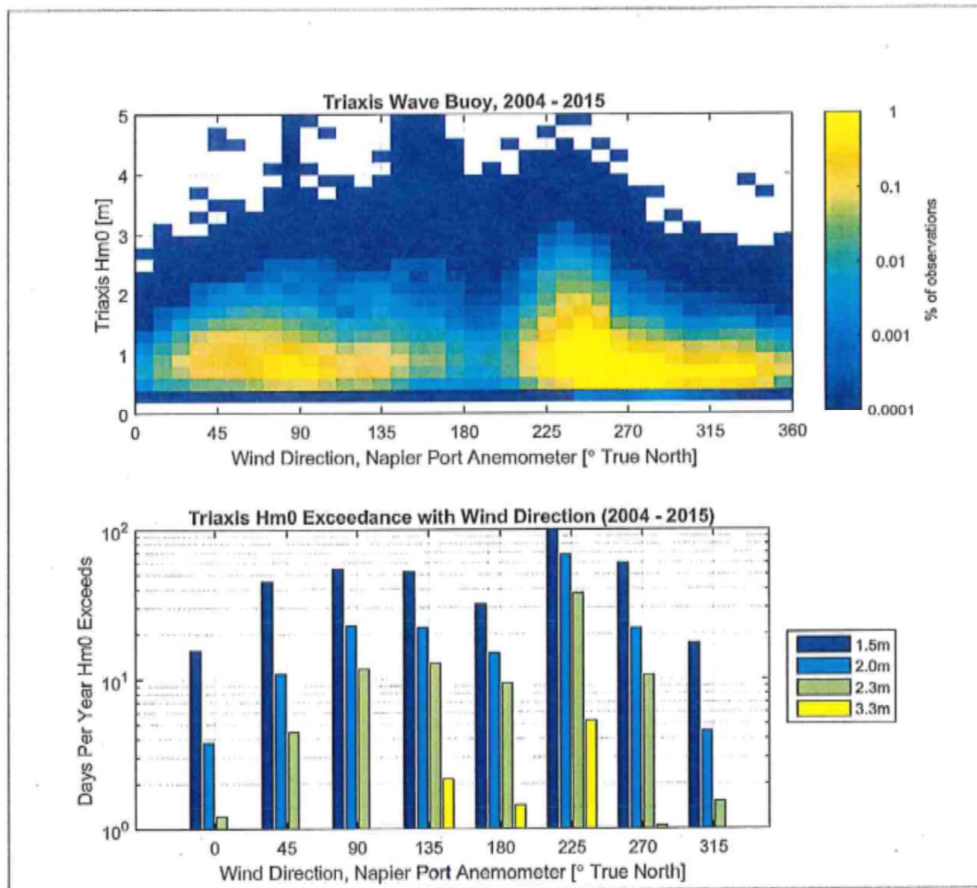 Triaxis Wave Buoy, 2004 - 2015
5
4
3
2
1
0
Triaxis Hm0 [m]
0 45 90 135 180 225 270 315 360
Wind Direction, Napier Port Anemometer [° True North]
1
0.1
0.01
0.001
0.0001
% of observations
Triaxis Hm0 Exceedance with Wind Direction (2004 - 2015)
10²
10¹
10⁰
Days Per Year Hm0 Exceeds
0 45 90 135 180 225 270 315
Wind Direction, Napier Port Anemometer [° True North]
1.5m
2.0m
2.3m
3.3m